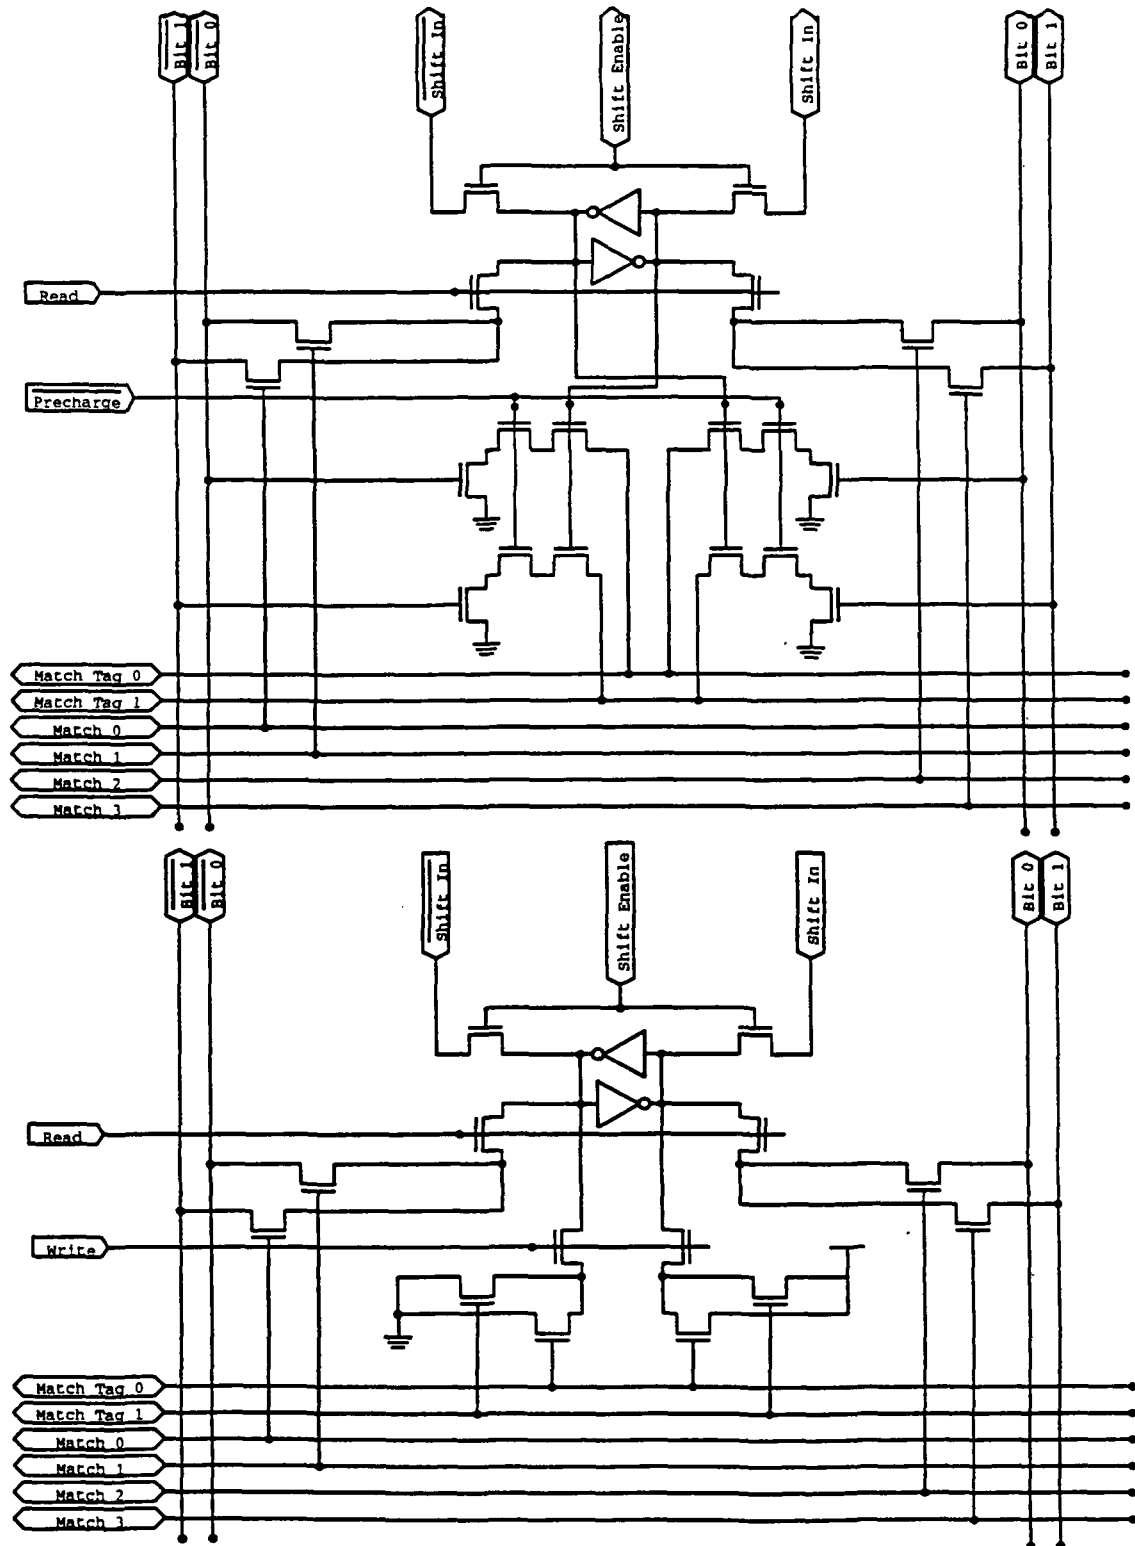 Bit 1
Bit 0
Shift In
Shift Enable
Shift In
Bit 0
Bit 1
Read
Precharge
Match Tag 0
Match Tag 1
Match 0
Match 1
Match 2
Match 3
Bit 1
Bit 0
Shift In
Shift Enable
Shift In
Bit 0
Bit 1
Read
Write
Match Tag 0
Match Tag 1
Match 0
Match 1
Match 2
Match 3